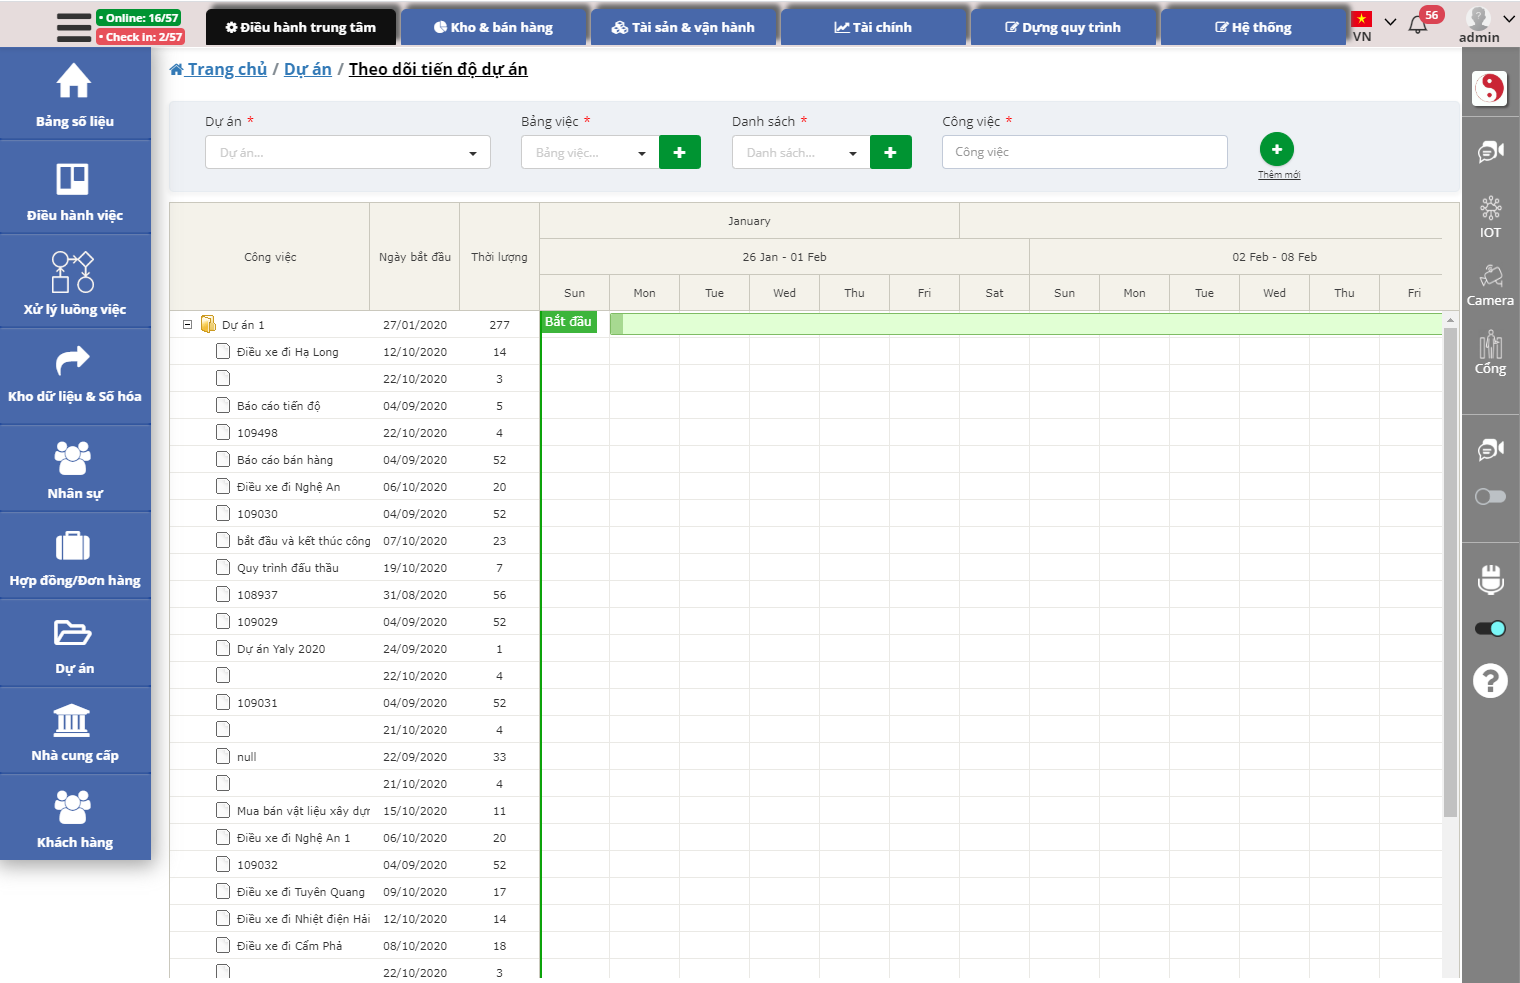 • Online: 16/57
• Check in: 2/57
Điều hành trung tâm
Kho & bán hàng
Tài sản & vận hành
Tài chính
Dựng quy trình
Hệ thống
VN
56
admin
Bảng số liệu
Điều hành việc
Xử lý luồng việc
Kho dữ liệu & Số hóa
Nhân sự
Hợp đồng/Đơn hàng
Dự án
Nhà cung cấp
Khách hàng
Trang chủ / Dự án / Theo dõi tiến độ dự án
Dự án *
Bảng việc *
Danh sách *
Công việc *
Dự án...
Bảng việc...
+
Danh sách...
+
Công việc
+
Thêm mới
Công việc
Ngày bắt đầu
Thời lượng
January
26 Jan - 01 Feb
02 Feb - 08 Feb
Sun Mon Tue Wed Thu Fri Sat Sun Mon Tue Wed Thu Fri
Dự án 1 27/01/2020 277
Bắt đầu
Điều xe đi Hạ Long 12/10/2020 14
22/10/2020 3
Báo cáo tiến độ 04/09/2020 5
109498 22/10/2020 4
Báo cáo bán hàng 04/09/2020 52
Điều xe đi Nghệ An 06/10/2020 20
109030 04/09/2020 52
bắt đầu và kết thúc công 07/10/2020 23
Quy trình đấu thầu 19/10/2020 7
108937 31/08/2020 56
109029 04/09/2020 52
Dự án Yaly 2020 24/09/2020 1
22/10/2020 4
109031 04/09/2020 52
21/10/2020 4
null 22/09/2020 33
21/10/2020 4
Mua bán vật liệu xây dựn 15/10/2020 11
Điều xe đi Nghệ An 1 06/10/2020 20
109032 04/09/2020 52
Điều xe đi Tuyên Quang 09/10/2020 17
Điều xe đi Nhiệt điện Hải 12/10/2020 14
Điều xe đi Cẩm Phả 08/10/2020 18
22/10/2020 3
IOT
Camera
Cổng
?